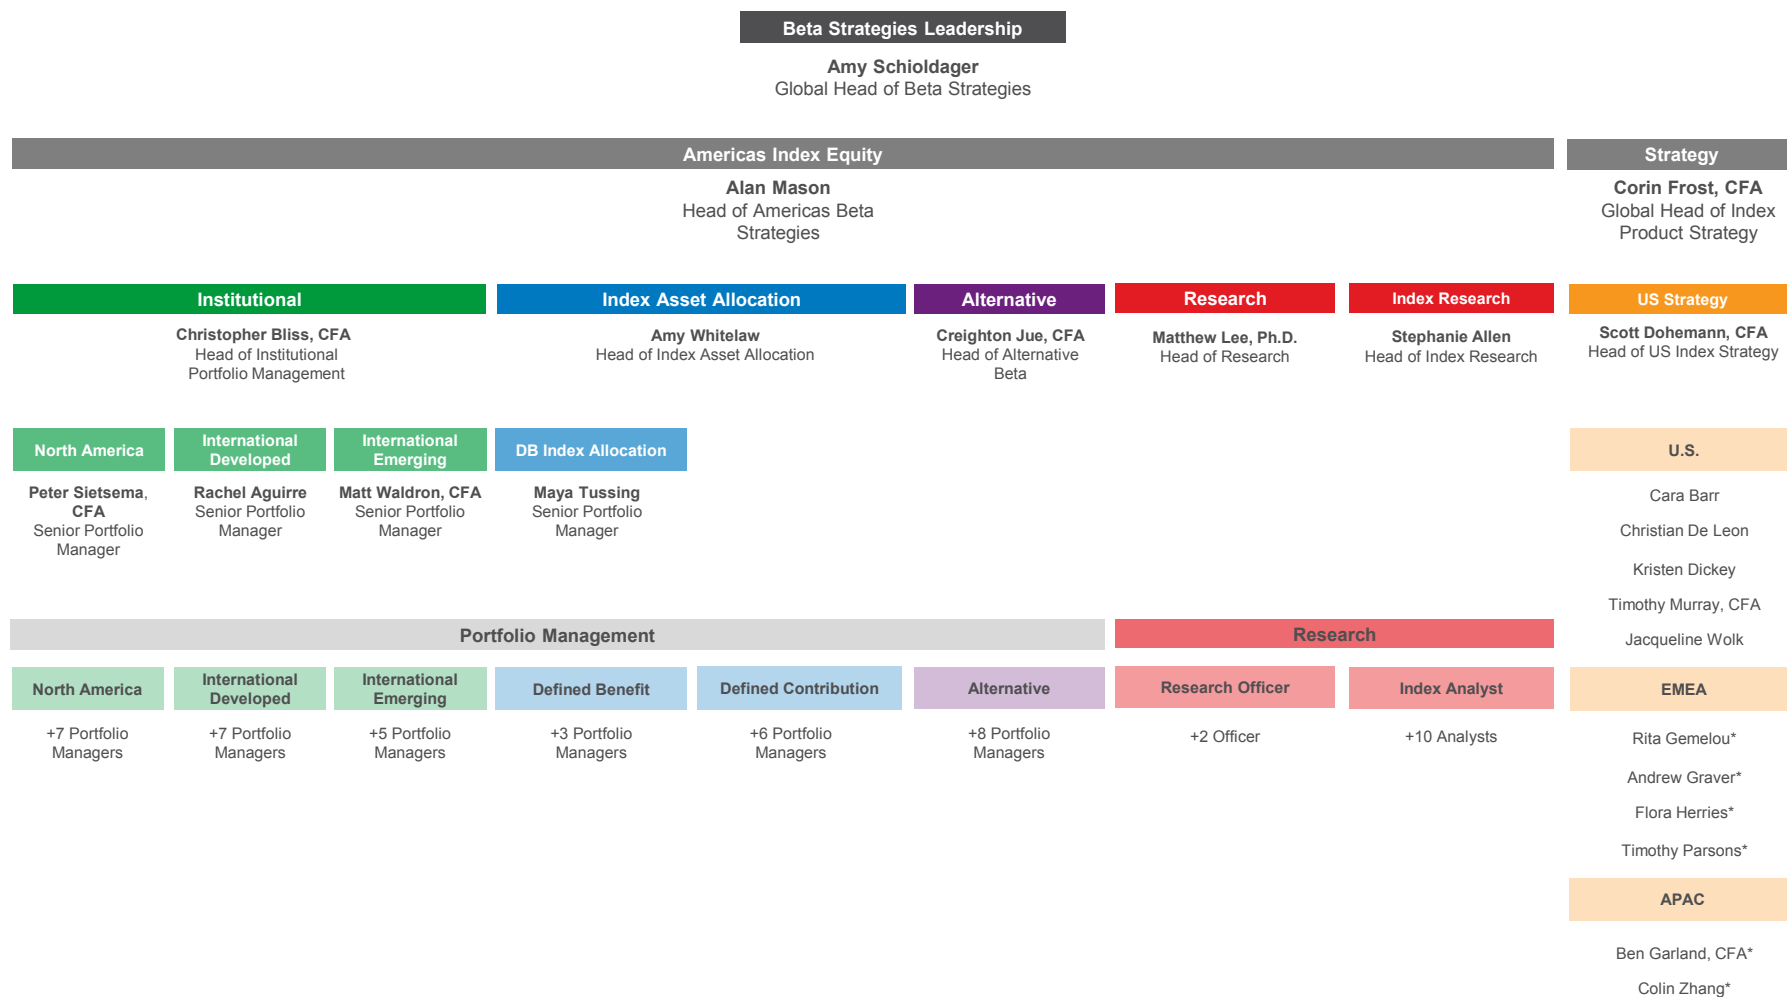 Beta Strategies Leadership
Amy Schioldager
Global Head of Beta Strategies
Americas Index Equity
Alan Mason
Head of Americas Beta
Strategies
Strategy
Corin Frost, CFA
Global Head of Index
Product Strategy
Institutional
Christopher Bliss, CFA
Head of Institutional
Portfolio Management
Index Asset Allocation
Amy Whitelaw
Head of Index Asset Allocation
Alternative
Creighton Jue, CFA
Head of Alternative
Beta
Research
Matthew Lee, Ph.D.
Head of Research
Index Research
Stephanie Allen
Head of Index Research
US Strategy
Scott Dohemann, CFA
Head of US Index Strategy
North America
Peter Sietsema,
CFA
Senior Portfolio
Manager
International
Developed
Rachel Aguirre
Senior Portfolio
Manager
International
Emerging
Matt Waldron, CFA
Senior Portfolio
Manager
DB Index Allocation
Maya Tussing
Senior Portfolio
Manager
U.S.
Cara Barr
Christian De Leon
Kristen Dickey
Timothy Murray, CFA
Jacqueline Wolk
Portfolio Management
Research
North America
+7 Portfolio
Managers
International
Developed
+7 Portfolio
Managers
International
Emerging
+5 Portfolio
Managers
Defined Benefit
+3 Portfolio
Managers
Defined Contribution
+6 Portfolio
Managers
Alternative
+8 Portfolio
Managers
Research Officer
+2 Officer
Index Analyst
+10 Analysts
EMEA
Rita Gemelou*
Andrew Graver*
Flora Herries*
Timothy Parsons*
APAC
Ben Garland, CFA*
Colin Zhang*